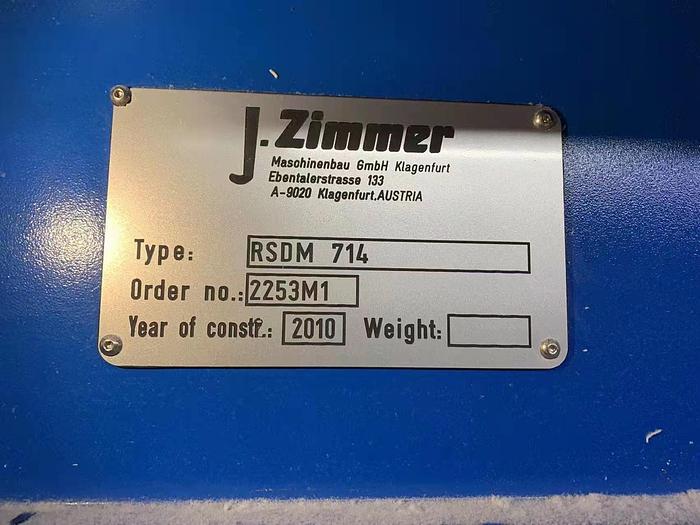 J. Zimmer
Maschinenbau GmbH Klagenfurt
Ebentalerstrasse 133
A-9020 Klagenfurt,AUSTRIA
Type: RSDM 714
Order no.: 2253M1
Year of constr.: 2010 Weight: